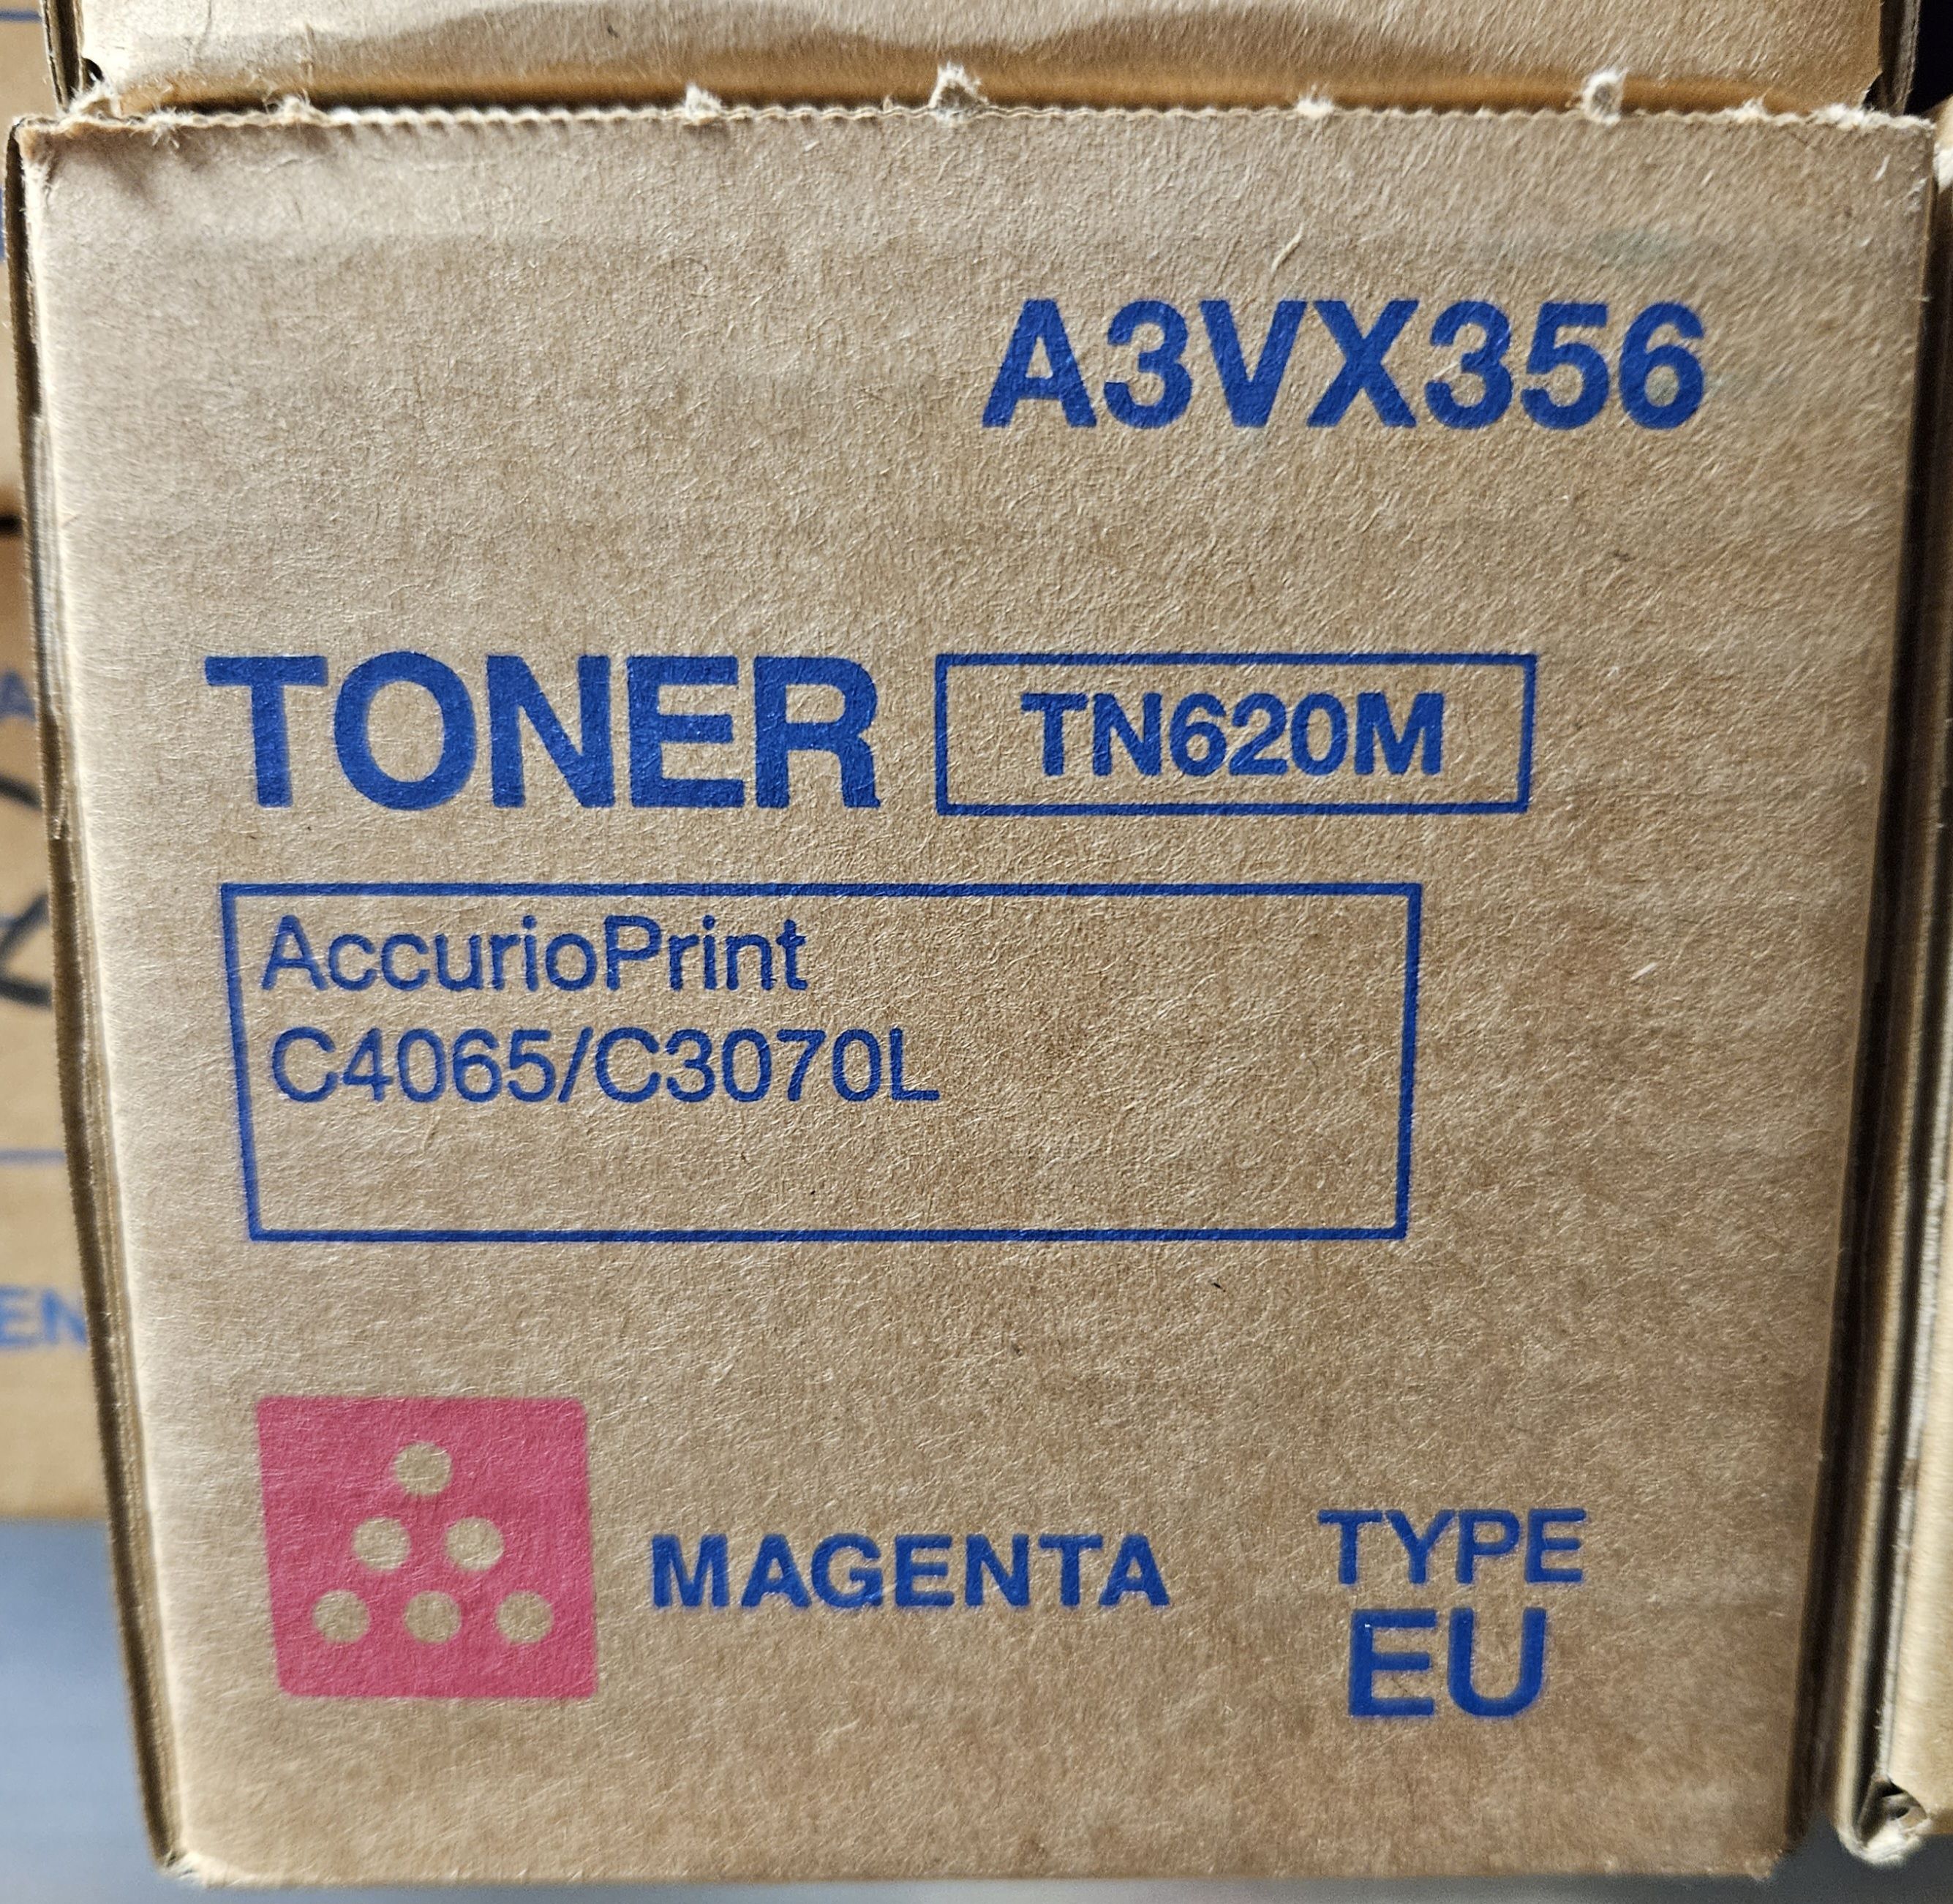 A3VX356
TONER TN620M
AccurioPrint
C4065/C3070L
MAGENTA
TYPE
EU